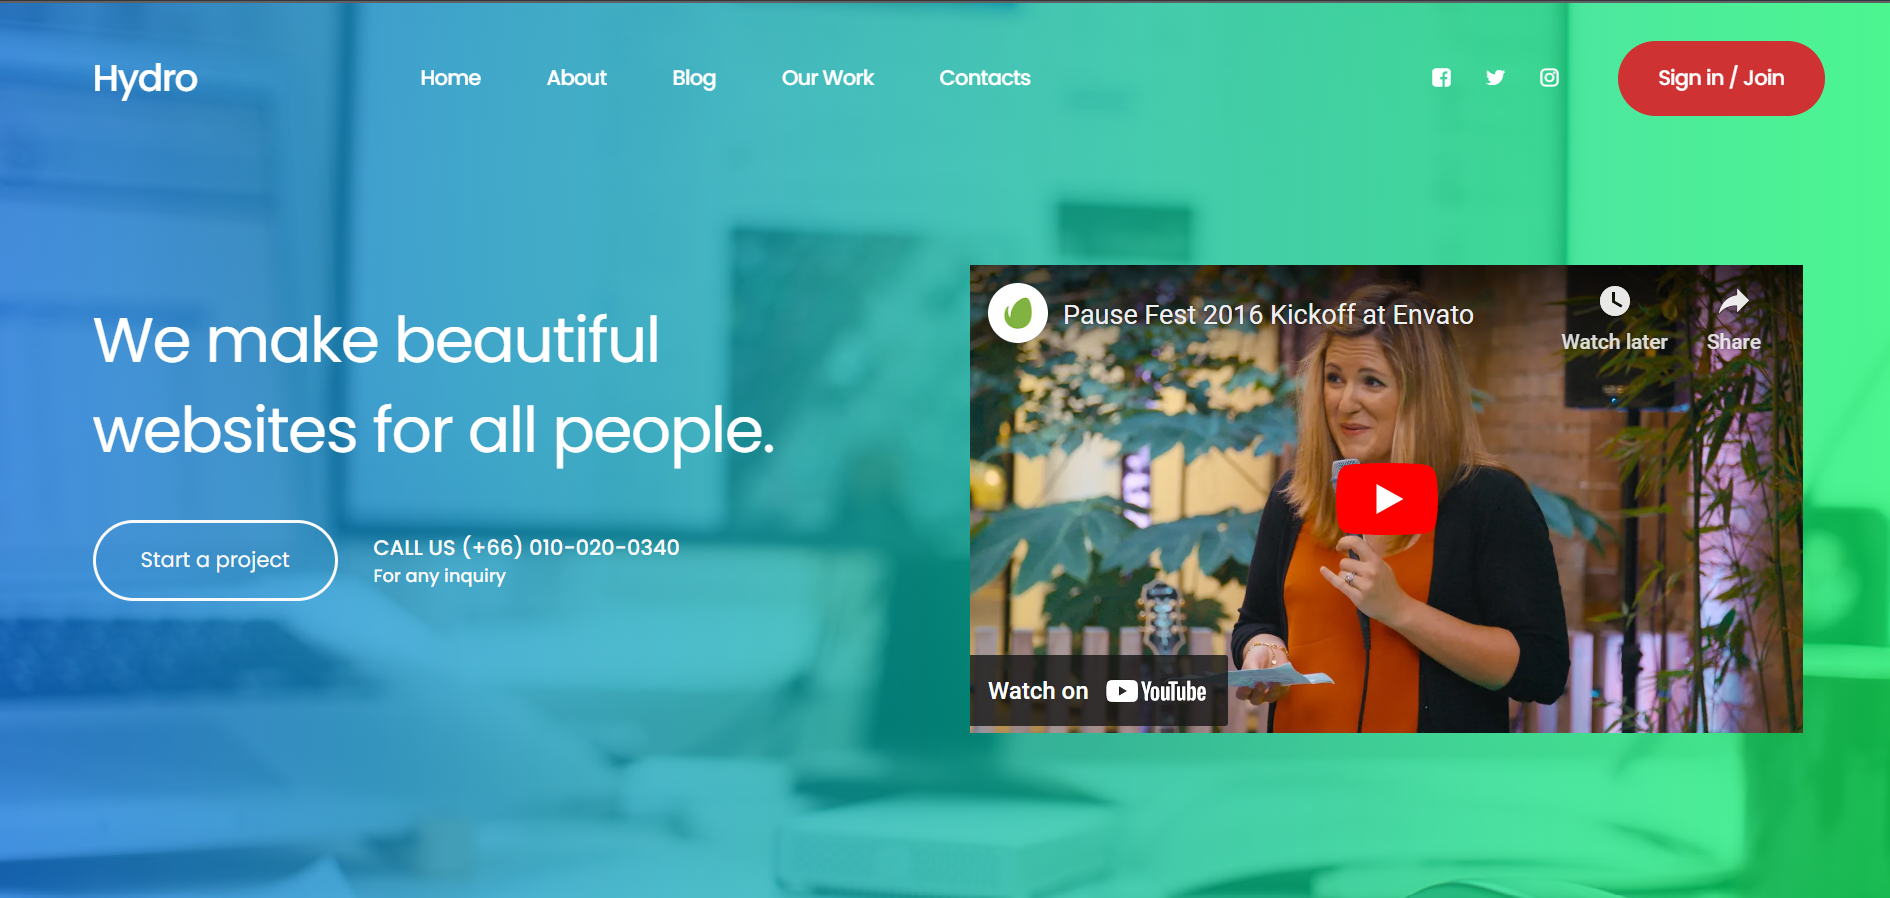 Hydro
Home
About
Blog
Our Work
Contacts
Sign in / Join
We make beautiful
websites for all people.
Start a project
CALL US (+66) 010-020-0340
For any inquiry
Pause Fest 2016 Kickoff at Envato
Watch later
Share
Watch on YouTube